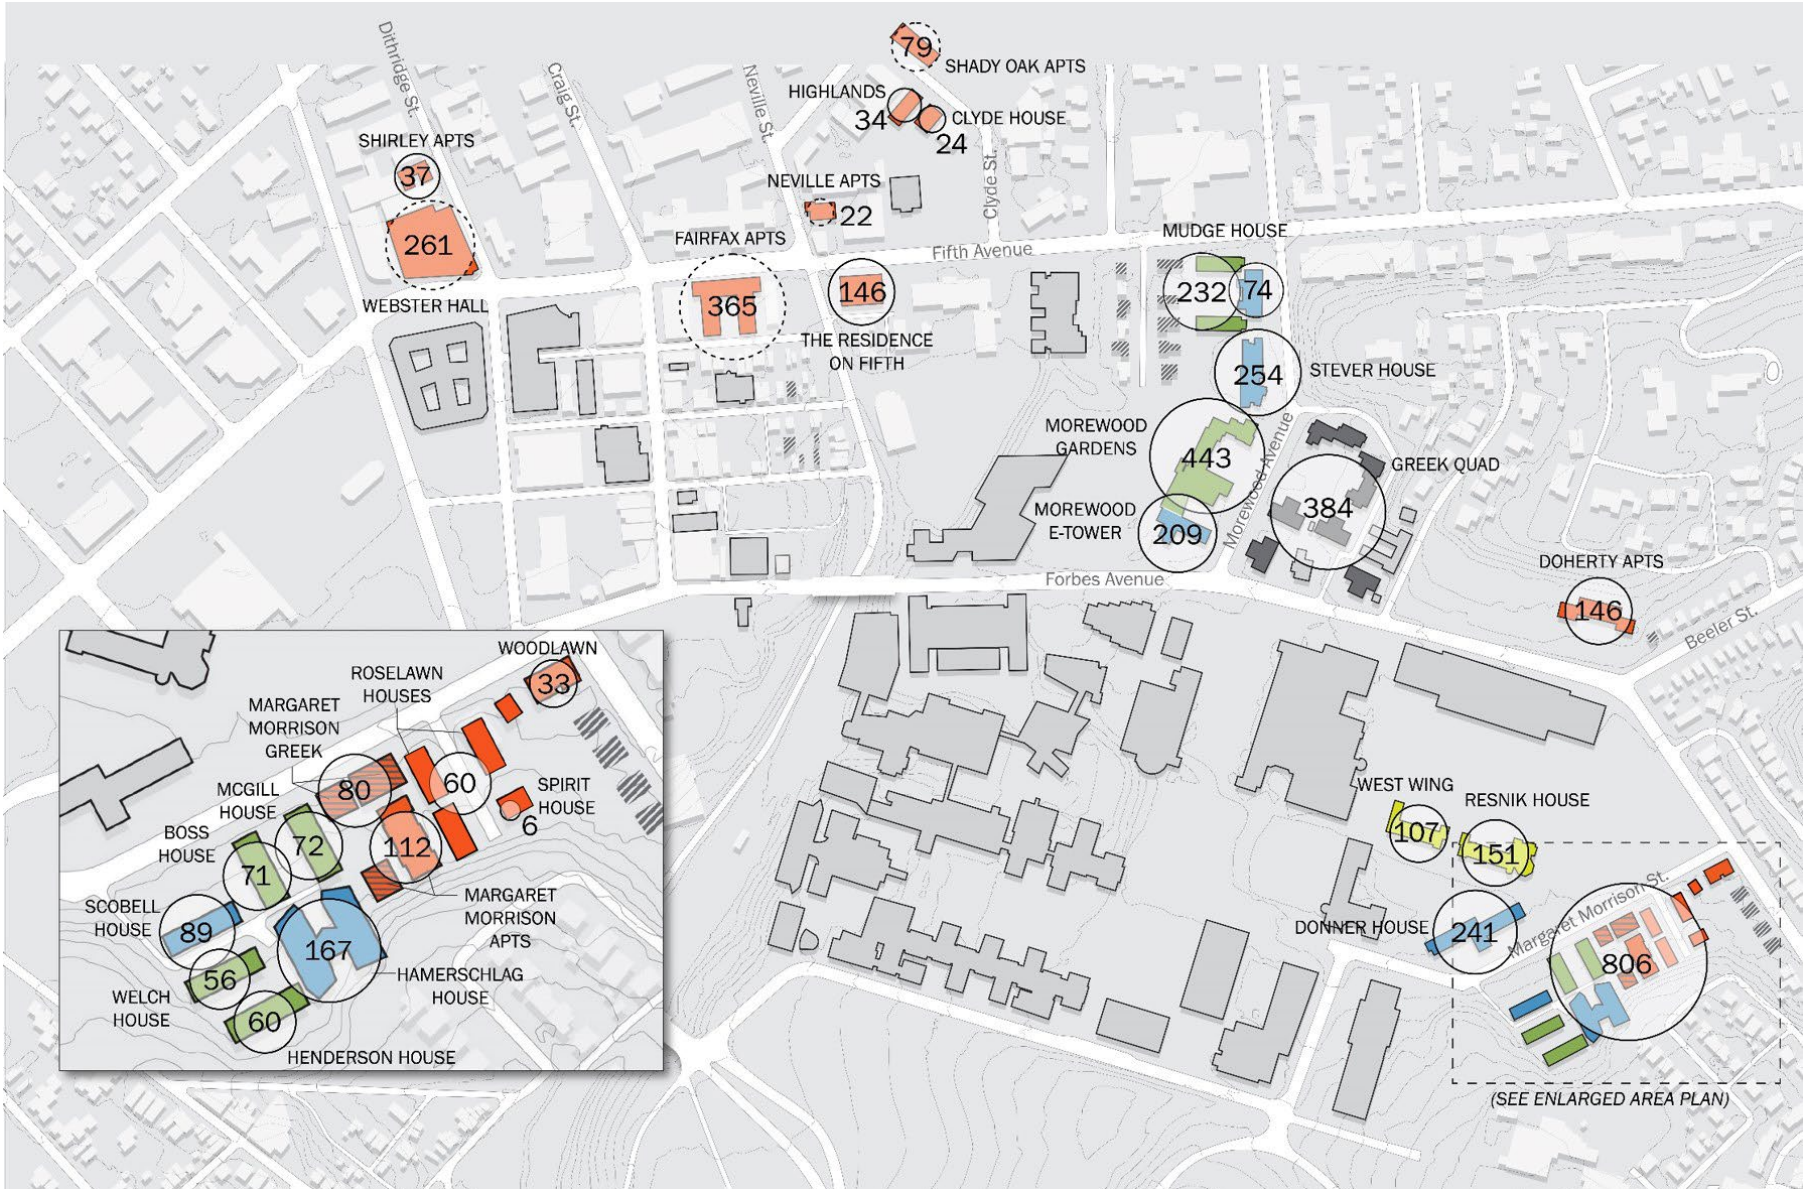 Dithridge St.
Craig St.
Neville St.
79
SHADY OAK APTS
HIGHLANDS
34
CLYDE HOUSE
24
Clyde St.
SHIRLEY APTS
37
NEVILLE APTS
22
261
WEBSTER HALL
FAIRFAX APTS
365
146
THE RESIDENCE
ON FIFTH
Fifth Avenue
MUDGE HOUSE
232
74
254
STEVER HOUSE
MOREWOOD
GARDENS
443
Morewood Avenue
GREEK QUAD
384
MOREWOOD
E-TOWER
209
Forbes Avenue
DOHERTY APTS
146
Beeler St.
WOODLAWN
33
ROSELAWN
HOUSES
MARGARET
MORRISON
GREEK
80
60
SPIRIT
HOUSE
6
MCGILL
HOUSE
72
112
BOSS
HOUSE
71
MARGARET
MORRISON
APTS
SCOBELL
HOUSE
89
167
HAMERSCHLAG
HOUSE
56
WELCH
HOUSE
60
HENDERSON HOUSE
WEST WING
107
RESNIK HOUSE
151
DONNER HOUSE
241
Margaret Morrison St.
806
(SEE ENLARGED AREA PLAN)